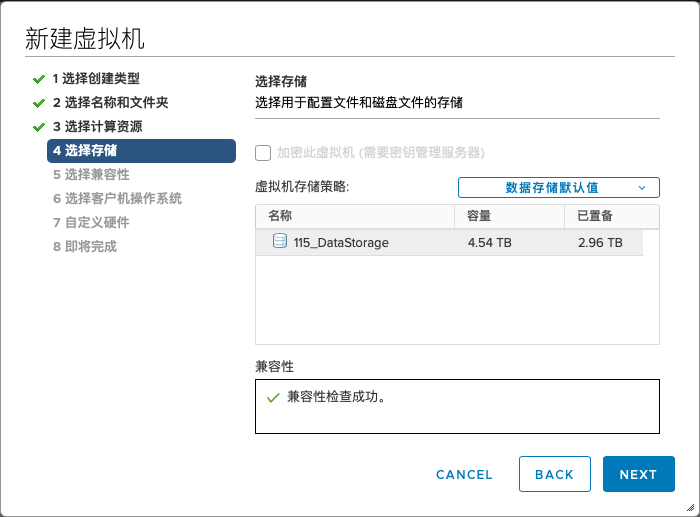 新建虚拟机
1 选择创建类型
2 选择名称和文件夹
3 选择计算资源
4 选择存储
5 选择兼容性
6 选择客户机操作系统
7 自定义硬件
8 即将完成
选择存储
选择用于配置文件和磁盘文件的存储
加密此虚拟机 (需要密钥管理服务器)
虚拟机存储策略: 数据存储默认值
名称 容量 已置备
115_DataStorage 4.54 TB 2.96 TB
兼容性
兼容性检查成功。
CANCEL BACK NEXT